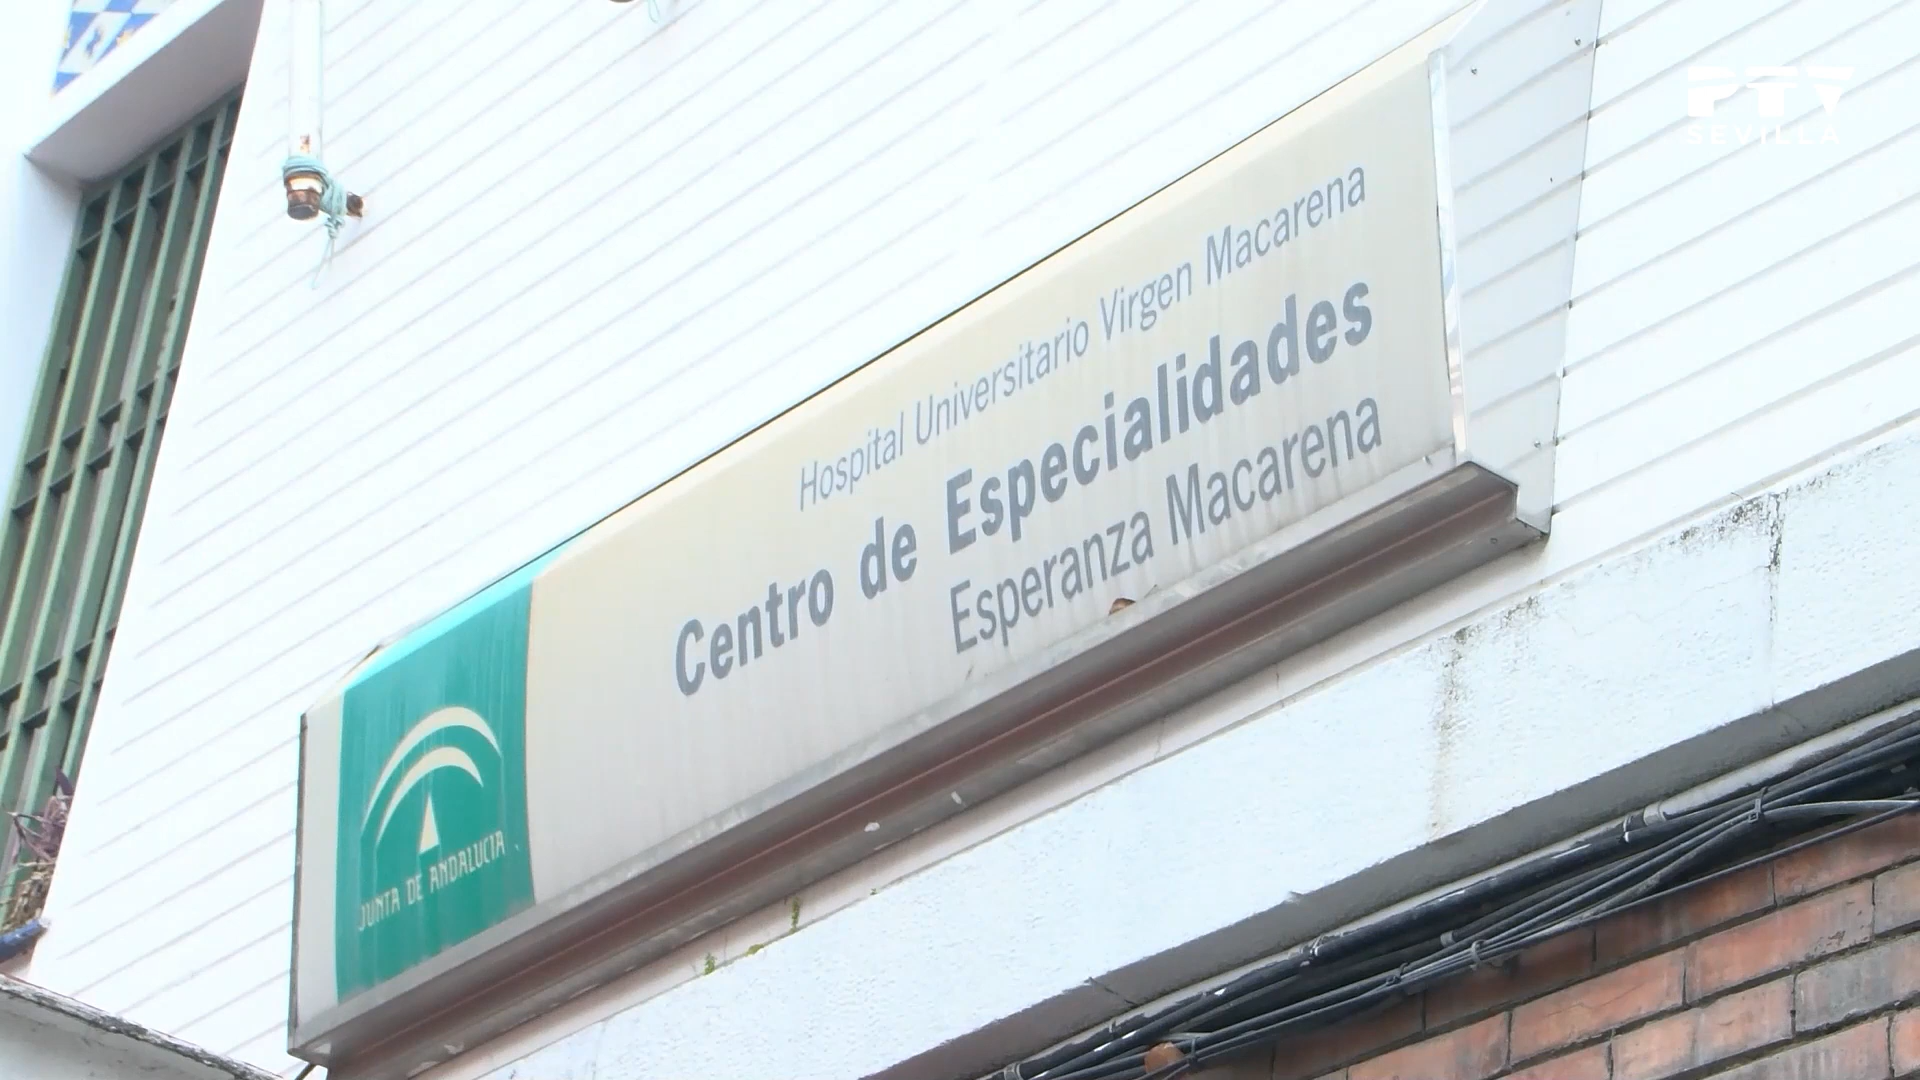 PTV
SEVILLA
Hospital Universitario Virgen Macarena
Centro de Especialidades
Esperanza Macarena
JUNTA DE ANDALUCIA